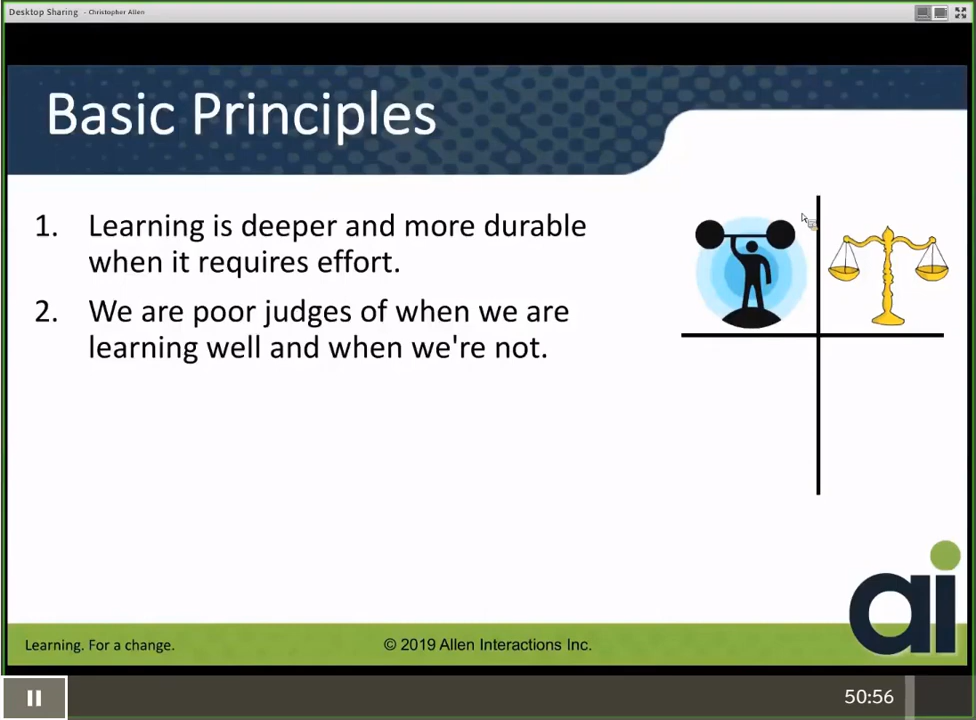 Desktop Sharing - Christopher Allen
Basic Principles
1. Learning is deeper and more durable
when it requires effort.
2. We are poor judges of when we are
learning well and when we're not.
ai
Learning. For a change.
© 2019 Allen Interactions Inc.
50:56